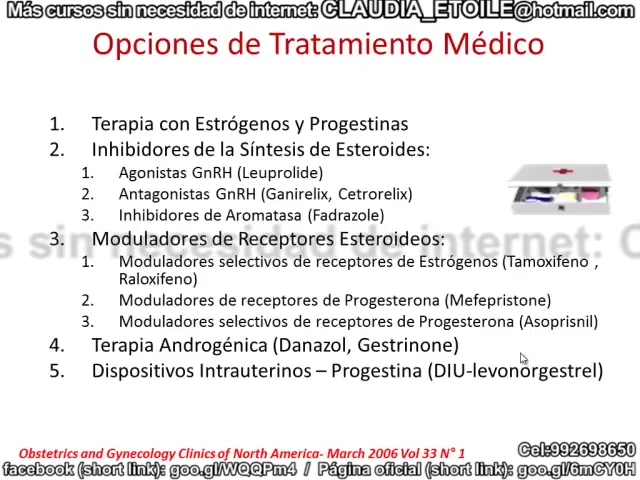 Más cursos sin necesidad de internet: CLAUDIA_ETOILE@hotmail.com
Opciones de Tratamiento Médico
1. Terapia con Estrógenos y Progestinas
2. Inhibidores de la Síntesis de Esteroides:
1. Agonistas GnRH (Leuprolide)
2. Antagonistas GnRH (Ganirelix, Cetrorelix)
3. Inhibidores de Aromatasa (Fadrazole)
s sin necesidad de internet: C
3. Moduladores de Receptores Esteroideos:
1. Moduladores selectivos de receptores de Estrógenos (Tamoxifeno ,
Raloxifeno)
2. Moduladores de receptores de Progesterona (Mefepristone)
3. Moduladores selectivos de receptores de Progesterona (Asoprisnil)
4. Terapia Androgénica (Danazol, Gestrinone)
5. Dispositivos Intrauterinos – Progestina (DIU-levonorgestrel)
Obstetrics and Gynecology Clinics of North America- March 2006 Vol 33 N° 1
Cel:992698650
facebook (short link): goo.gl/WQQPm4 / Página oficial (short link): goo.gl/6mCY0H